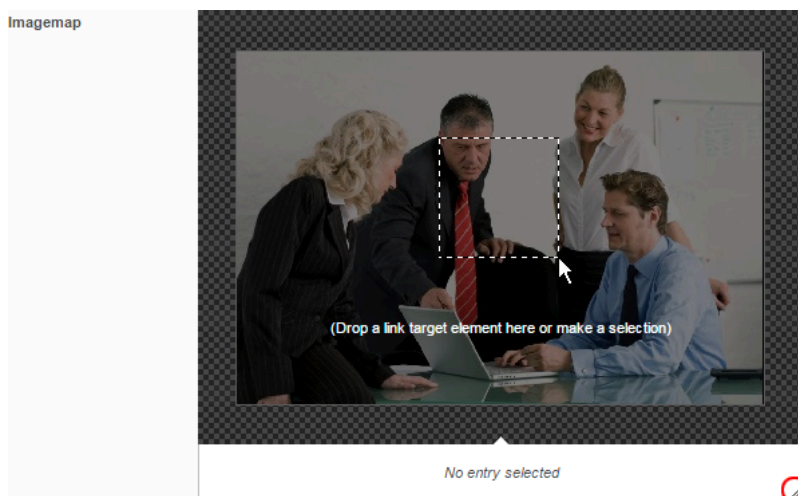 Imagemap
(Drop a link target element here or make a selection)
No entry selected